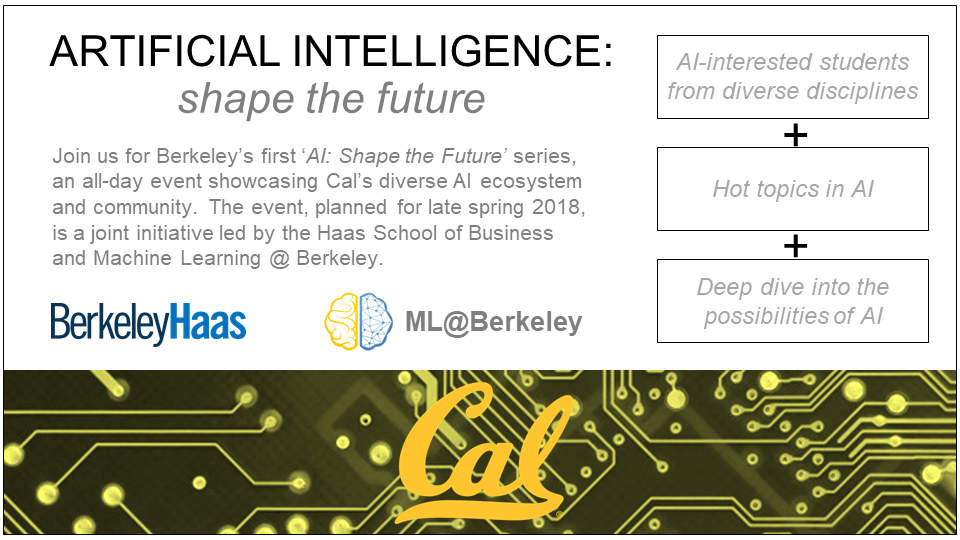 ARTIFICIAL INTELLIGENCE:
shape the future
Join us for Berkeley's first 'AI: Shape the Future' series,
an all-day event showcasing Cal's diverse AI ecosystem
and community. The event, planned for late spring 2018,
is a joint initiative led by the Haas School of Business
and Machine Learning @ Berkeley.
BerkeleyHaas
ML@Berkeley
AI-interested students
from diverse disciplines
+
Hot topics in AI
+
Deep dive into the
possibilities of AI
Cal